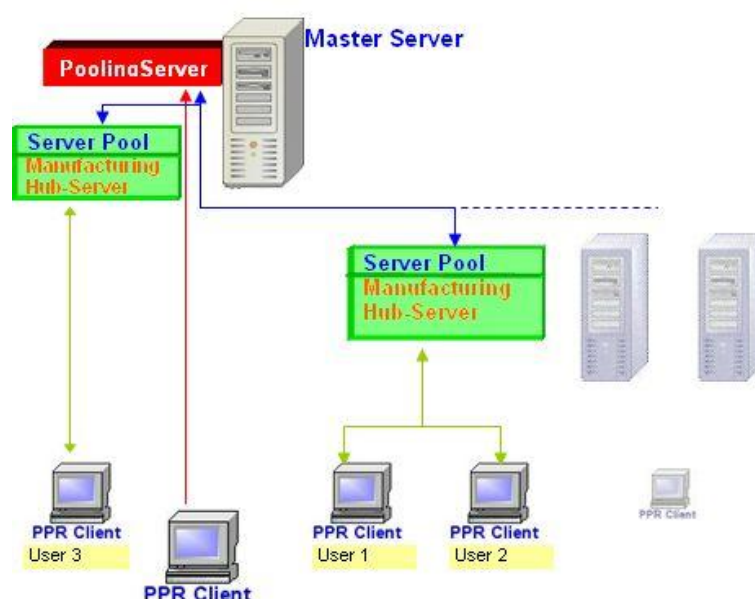 Master Server
PoolingServer
Server Pool
Manufacturing
Hub-Server
Server Pool
Manufacturing
Hub-Server
PPR Client
User 3
PPR Client
User 1
PPR Client
User 2
PPR Client
PPR Client